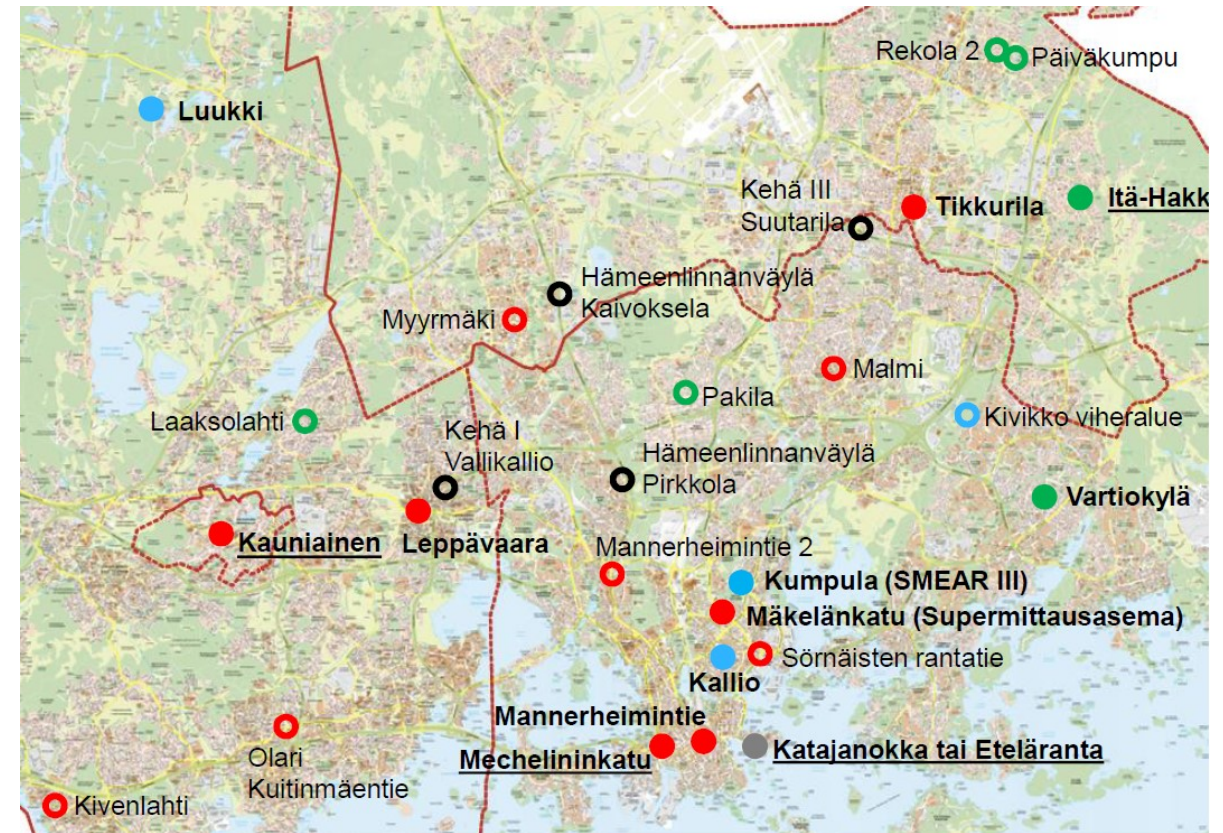 Rekola 2
Päiväkumpu
Luukki
Kehä III
Suutarila
Tikkurila
Itä-Hakk
Hämeenlinnanväylä
Kaivoksela
Myyrmäki
Malmi
Pakila
Laaksolahti
Kivikko viheralue
Kehä I
Vallikallio
Hämeenlinnanväylä
Pirkkola
Vartiokylä
Kauniainen
Leppävaara
Mannerheimintie 2
Kumpula (SMEAR III)
Mäkelänkatu (Supermittausasema)
Sörnäisten rantatie
Kallio
Mannerheimintie
Mechelininkatu
Katajanokka tai Eteläranta
Olari
Kuitinmäentie
Kivenlahti